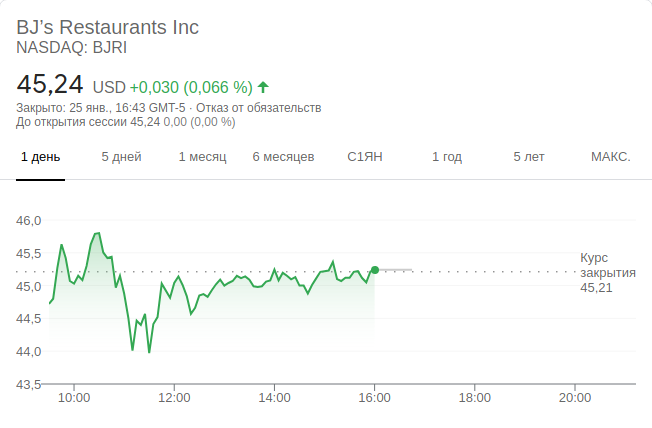 BJ’s Restaurants Inc
NASDAQ: BJRI
45,24 USD +0,030 (0,066 %)
Закрыто: 25 янв., 16:43 GMT-5 · Отказ от обязательств
До открытия сессии 45,24 0,00 (0,00 %)
1 день 5 дней 1 месяц 6 месяцев С1ЯН 1 год 5 лет МАКС.
46,0
45,5
45,0
44,5
44,0
43,5
Курс
закрытия
45,21
10:00 12:00 14:00 16:00 18:00 20:00